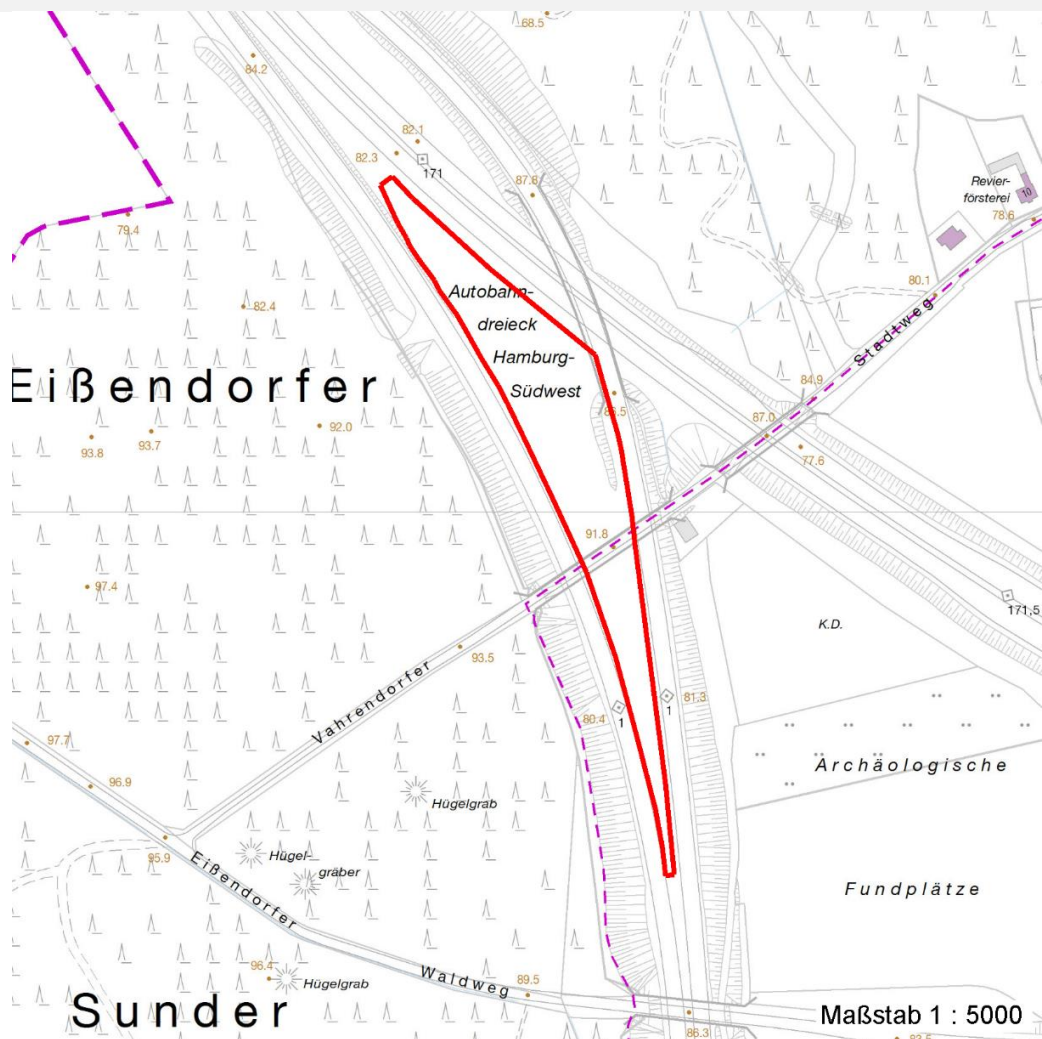 68.5
84.2
82.1
82.3
171
87.8
Revier-
försterei
10
78.6
79.4
80.1
82.4
Autobahn-
dreieck
Hamburg-
Südwest
Stadtweg
Eißendorfer
84.9
92.0
93.7
93.8
87.0
77.6
91.8
97.4
171,5
K.D.
93.5
Vahrendorfer
81.3
80.4
1
1
97.7
96.9
Archäologische
Hügelgrab
95.9
Hügel-
gräber
Eißendorfer
Fundplätze
96.4
Hügelgrab
Waldweg
89.5
Sunder
86.3
Maßstab 1 : 5000